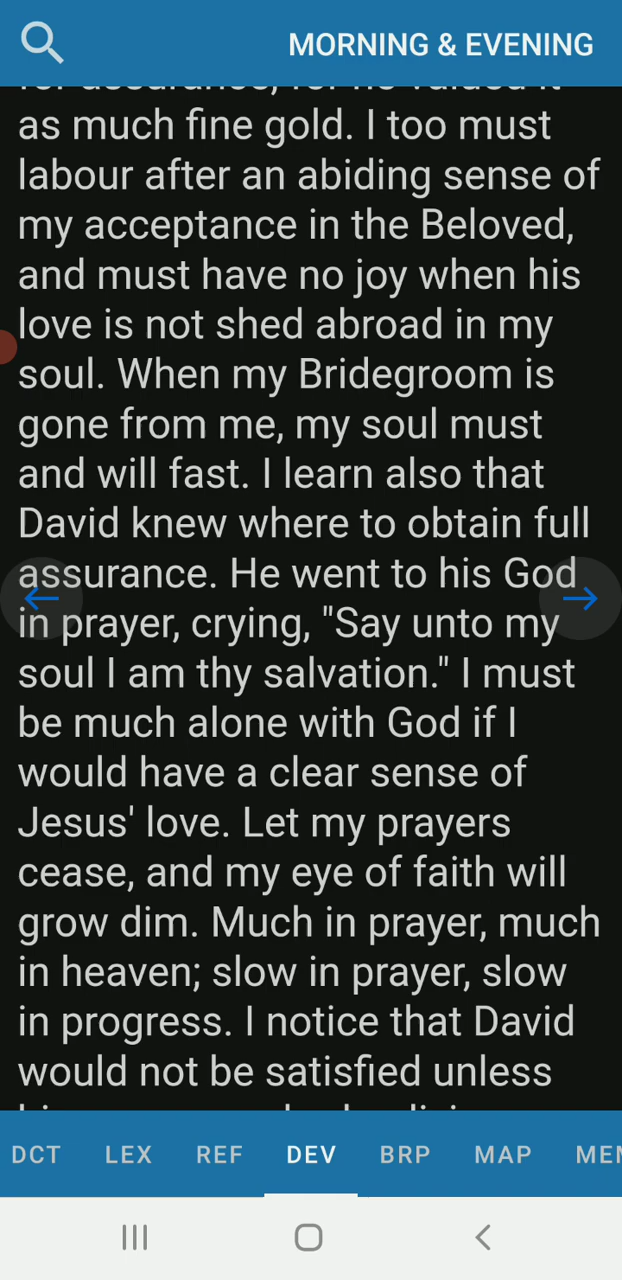 MORNING & EVENING
as much fine gold. I too must
labour after an abiding sense of
my acceptance in the Beloved,
and must have no joy when his
love is not shed abroad in my
soul. When my Bridegroom is
gone from me, my soul must
and will fast. I learn also that
David knew where to obtain full
assurance. He went to his God
in prayer, crying, "Say unto my
soul I am thy salvation." I must
be much alone with God if I
would have a clear sense of
Jesus' love. Let my prayers
cease, and my eye of faith will
grow dim. Much in prayer, much
in heaven; slow in prayer, slow
in progress. I notice that David
would not be satisfied unless
DCT LEX REF DEV BRP MAP